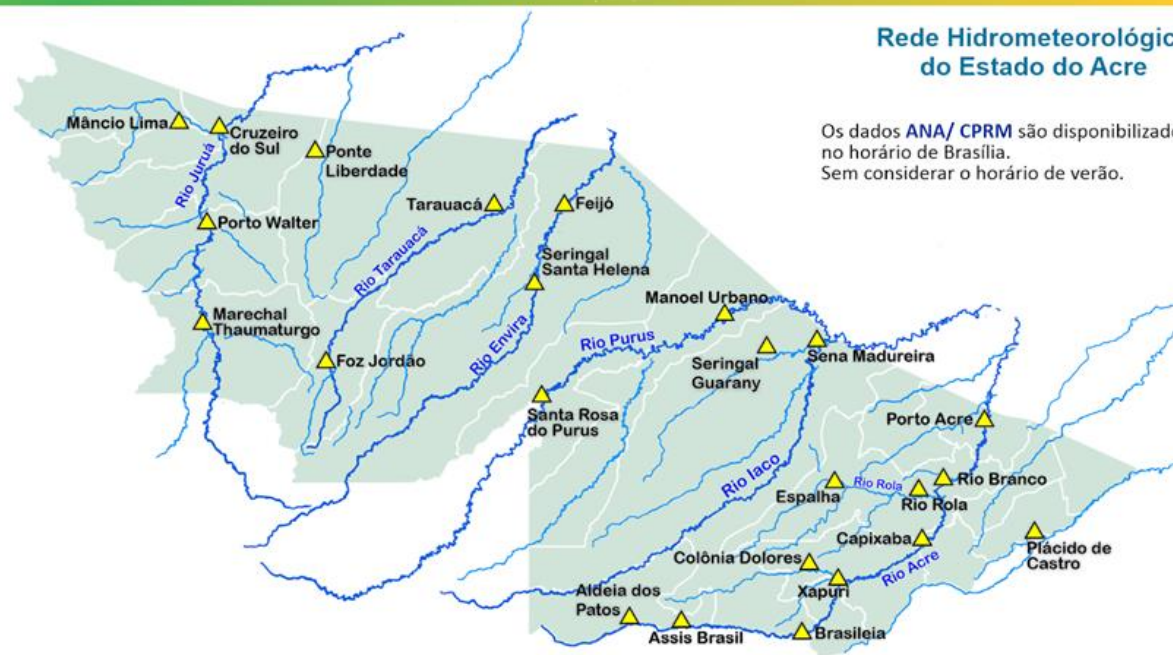 Rede Hidrometeorológic
do Estado do Acre
Os dados ANA/ CPRM são disponibilizado
no horário de Brasília.
Sem considerar o horário de verão.
Mâncio Lima
Cruzeiro
do Sul
Ponte
Liberdade
Rio Juruá
Porto Walter
Tarauacá
Feijó
Rio Tarauacá
Seringal
Santa Helena
Marechal
Thaumaturgo
Foz Jordão
Rio Envira
Manoel Urbano
Rio Purus
Seringal
Guarany
Sena Madureira
Santa Rosa
do Purus
Porto Acre
Rio Iaco
Espalha
Rio Rola
Rio Rola
Rio Branco
Capixaba
Plácido de
Castro
Colônia Dolores
Rio Acre
Xapuri
Aldeia dos
Patos
Assis Brasil
Brasileia